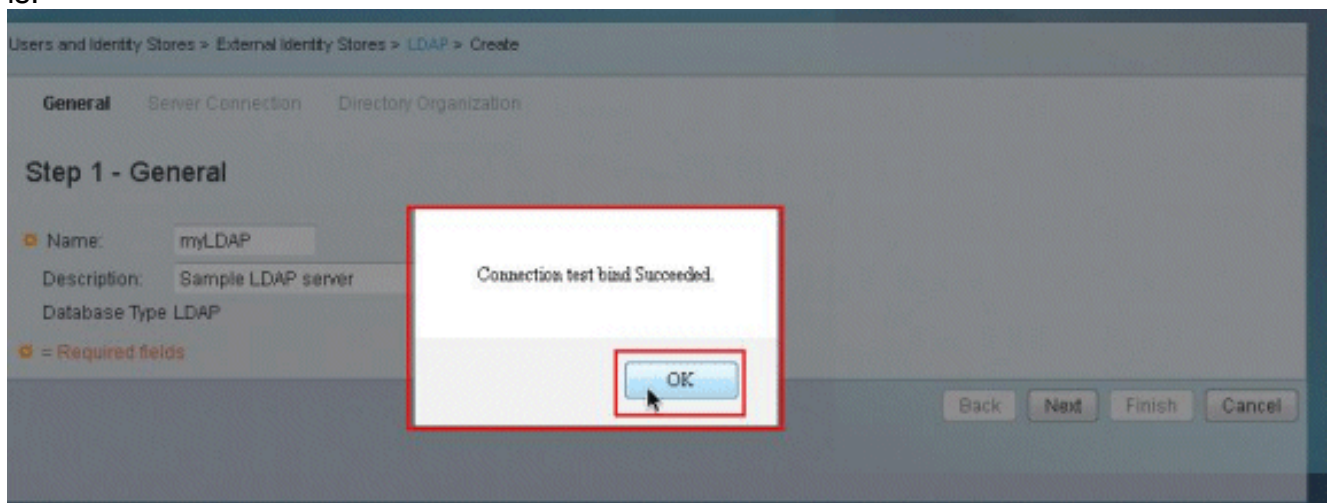 is.
Users and Identity Stores > External Identity Stores > LDAP > Create
General Server Connection Directory Organization
Step 1 - General
Name: myLDAP
Description: Sample LDAP server
Database Type LDAP
= Required fields
Connection test bind Succeeded.
OK
Back Next Finish Cancel